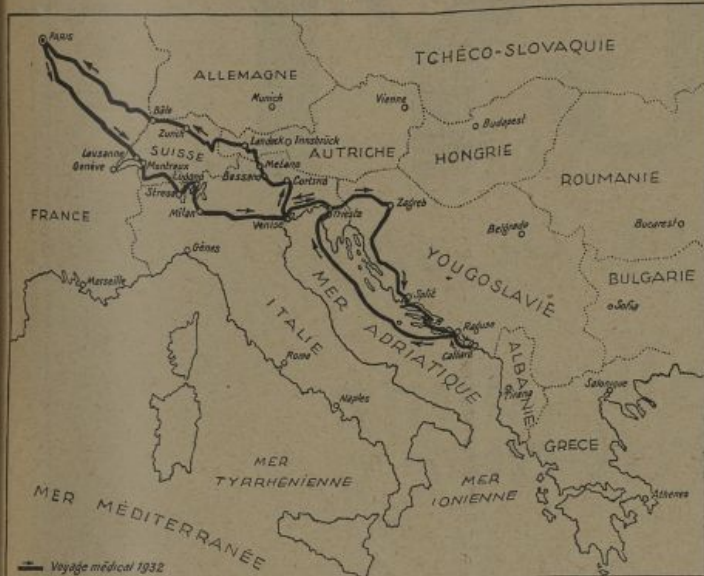 PARIS
TCHÉCO-SLOVAQUIE
ALLEMAGNE
Munich
Vienne
Bâle
Zurich
Landeck
Innsbrück
Budapest
Lausanne
Genève
SUISSE
Montreux
AUTRICHE
HONGRIE
Merano
Bassano
Lugano
Cortina
ROUMANIE
Stresa
Milan
Venise
Trieste
Zagreb
FRANCE
Belgrade
Bucarest
Gênes
YOUGOSLAVIE
BULGARIE
Marseille
Split
Sofia
MER ADRIATIQUE
ITALIE
Raguse
Cattaro
ALBANIE
Rome
Tirana
Salonique
Naples
GRECE
MER
TYRRHÉNIENNE
MER
IONIENNE
Athènes
MER MÉDITERRANÉE
Voyage médical 1932